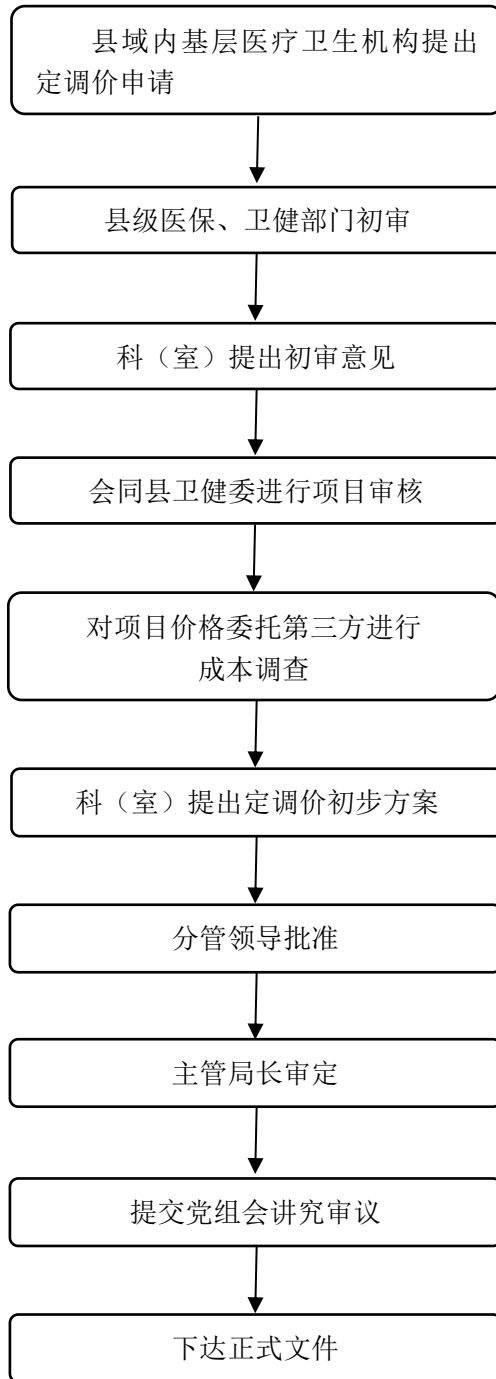 县域内基层医疗卫生机构提出
定调价申请
县级医保、卫健部门初审
科（室）提出初审意见
会同县卫健委进行项目审核
对项目价格委托第三方进行
成本调查
科（室）提出定调价初步方案
分管领导批准
主管局长审定
提交党组会讲究审议
下达正式文件